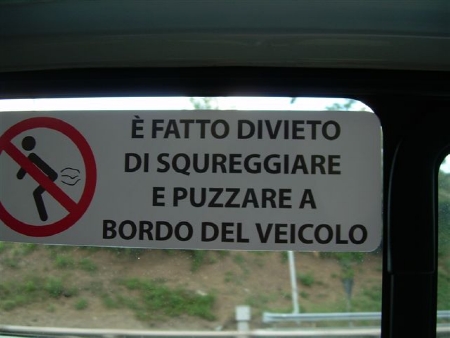 È FATTO DIVIETO
DI SQUREGGIARE
E PUZZARE A
BORDO DEL VEICOLO